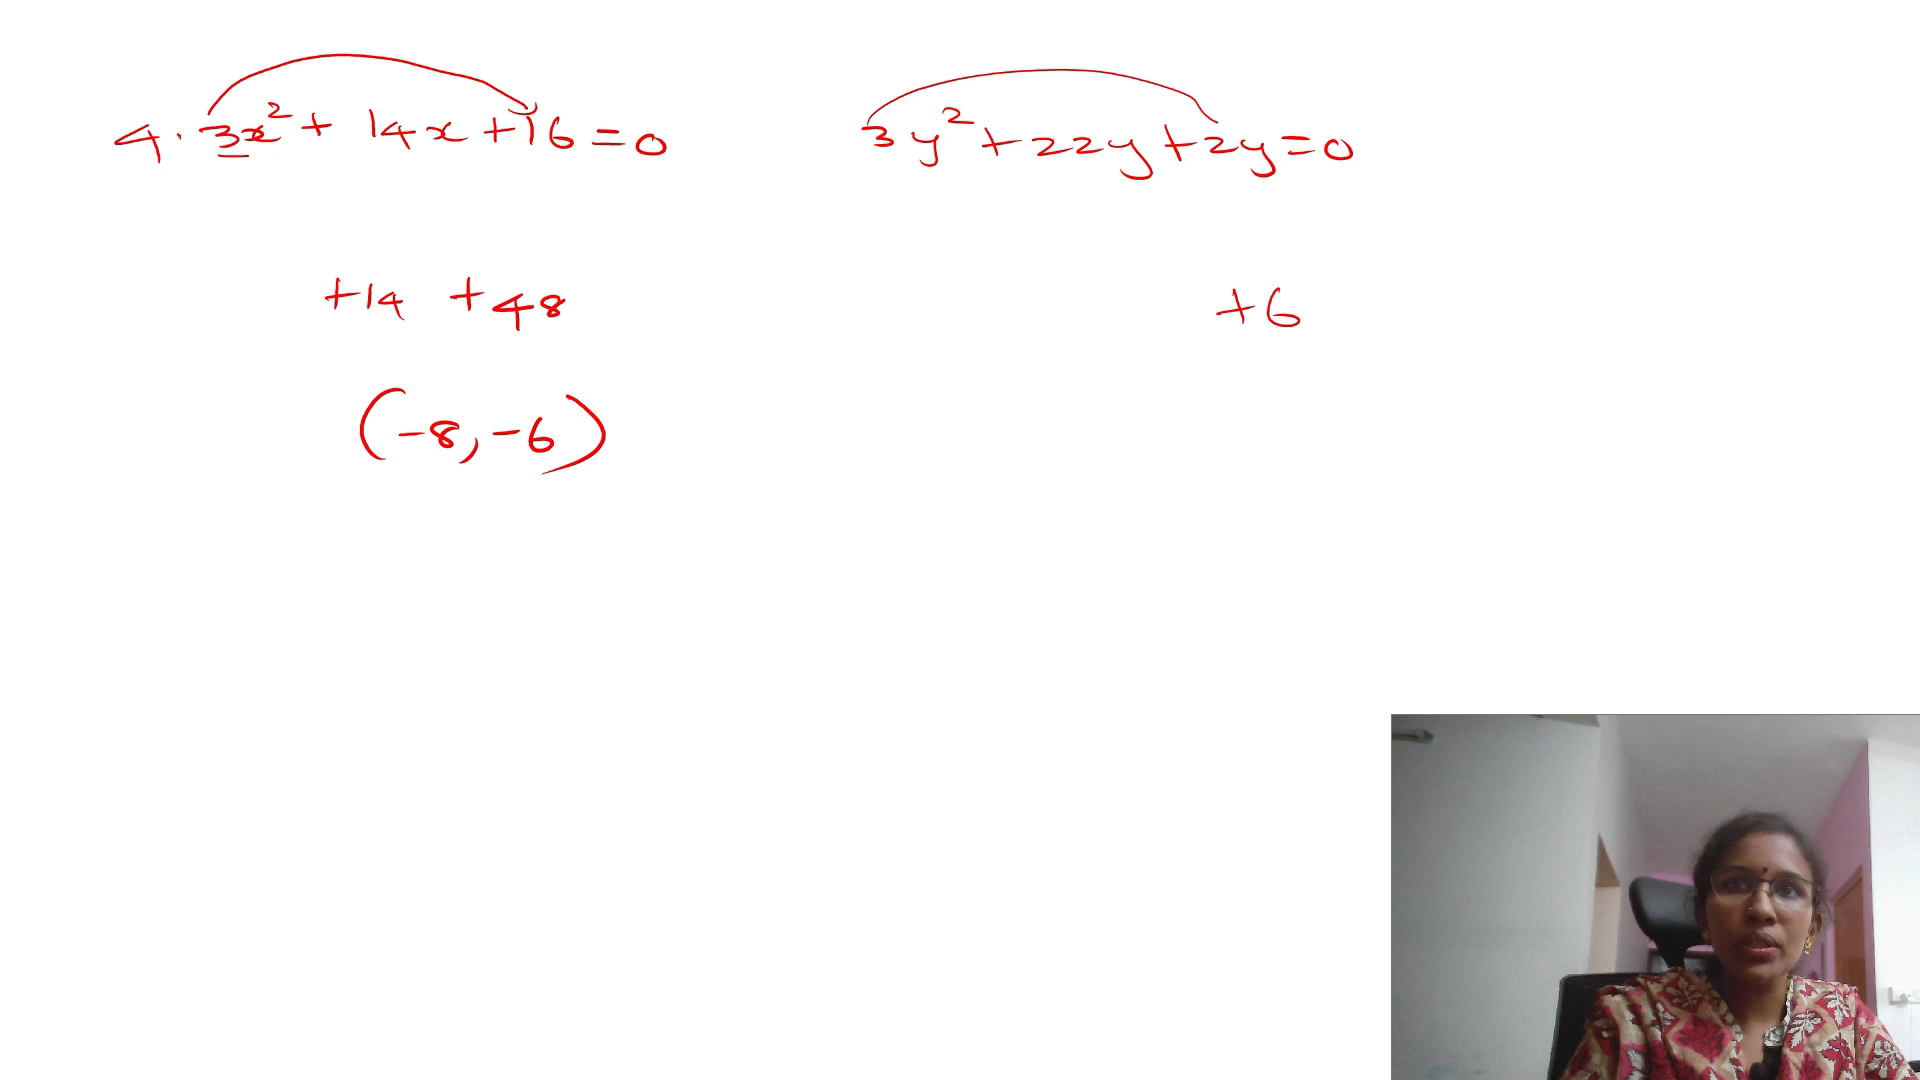 4. 3x² + 14x + 16 = 0
3y² + 22y + 2y = 0
+14 +48
+6
(-8, -6)